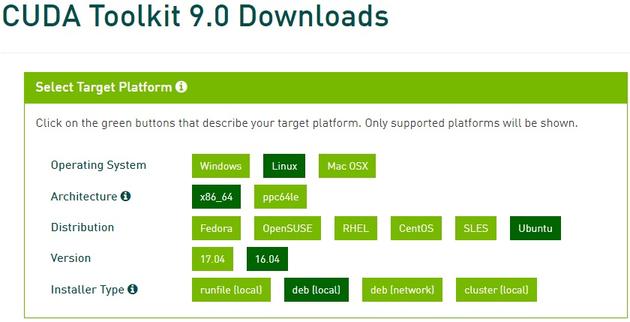 CUDA Toolkit 9.0 Downloads
Select Target Platform
Click on the green buttons that describe your target platform. Only supported platforms will be shown.
Operating System Windows Linux Mac OSX
Architecture x86_64 ppc64le
Distribution Fedora OpenSUSE RHEL CentOS SLES Ubuntu
Version 17.04 16.04
Installer Type runfile (local) deb (local) deb (network) cluster (local)